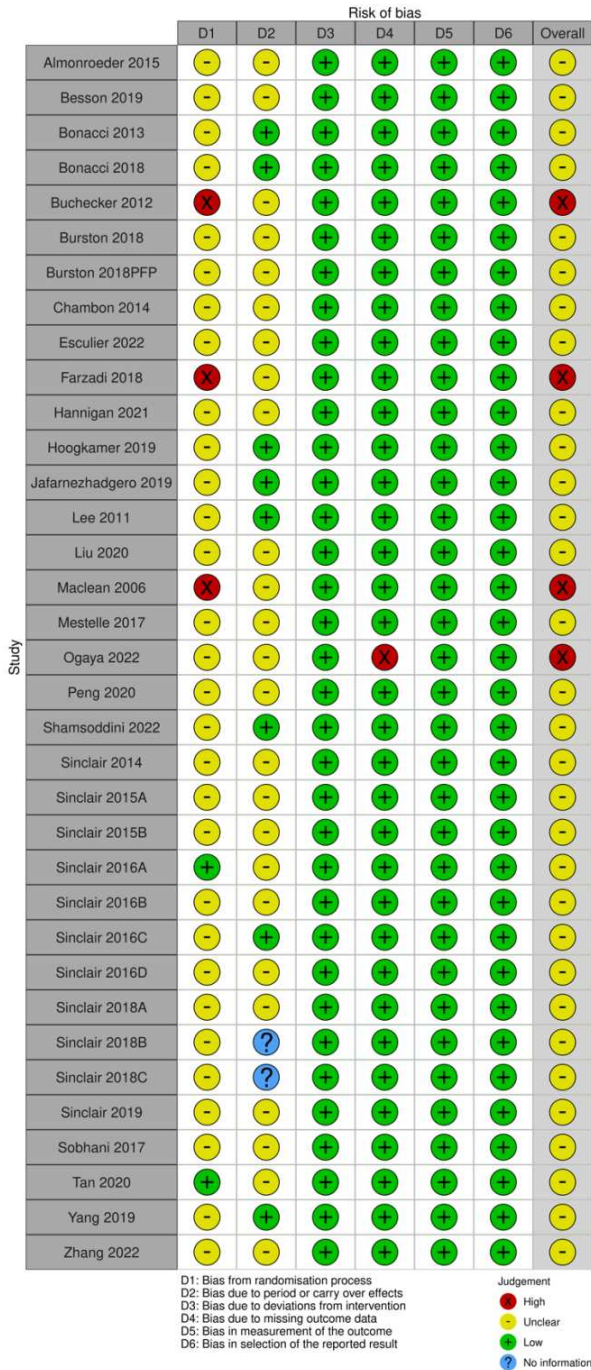 Risk of bias
D1 D2 D3 D4 D5 D6 Overall
Almonroeder 2015 - - + + + + -
Besson 2019 - - + + + + -
Bonacci 2013 - + + + + + -
Bonacci 2018 - + + + + + -
Buchecker 2012 X - + + + + X
Burston 2018 - - + + + + -
Burston 2018PFP - - + + + + -
Chambon 2014 - - + + + + -
Esculier 2022 - - + + + + -
Farzadi 2018 X - + + + + X
Hannigan 2021 - - + + + + -
Hoogkamer 2019 - + + + + + -
Jafarnezhadgero 2019 - + + + + + -
Lee 2011 - + + + + + -
Liu 2020 - - + + + + -
Maclean 2006 X - + + + + X
Mestelle 2017 - - + + + + -
Study
Ogaya 2022 - - + X + + X
Peng 2020 - - + + + + -
Shamsoddini 2022 - + + + + + -
Sinclair 2014 - - + + + + -
Sinclair 2015A - - + + + + -
Sinclair 2015B - - + + + + -
Sinclair 2016A + - + + + + -
Sinclair 2016B - - + + + + -
Sinclair 2016C - + + + + + -
Sinclair 2016D - - + + + + -
Sinclair 2018A - - + + + + -
Sinclair 2018B - ? + + + + -
Sinclair 2018C - ? + + + + -
Sinclair 2019 - - + + + + -
Sobhani 2017 - - + + + + -
Tan 2020 + - + + + + -
Yang 2019 - + + + + + -
Zhang 2022 - - + + + + -
D1: Bias from randomisation process
D2: Bias due to period or carry over effects
D3: Bias due to deviations from intervention
D4: Bias due to missing outcome data
D5: Bias in measurement of the outcome
D6: Bias in selection of the reported result
Judgement
X High
- Unclear
+ Low
? No information